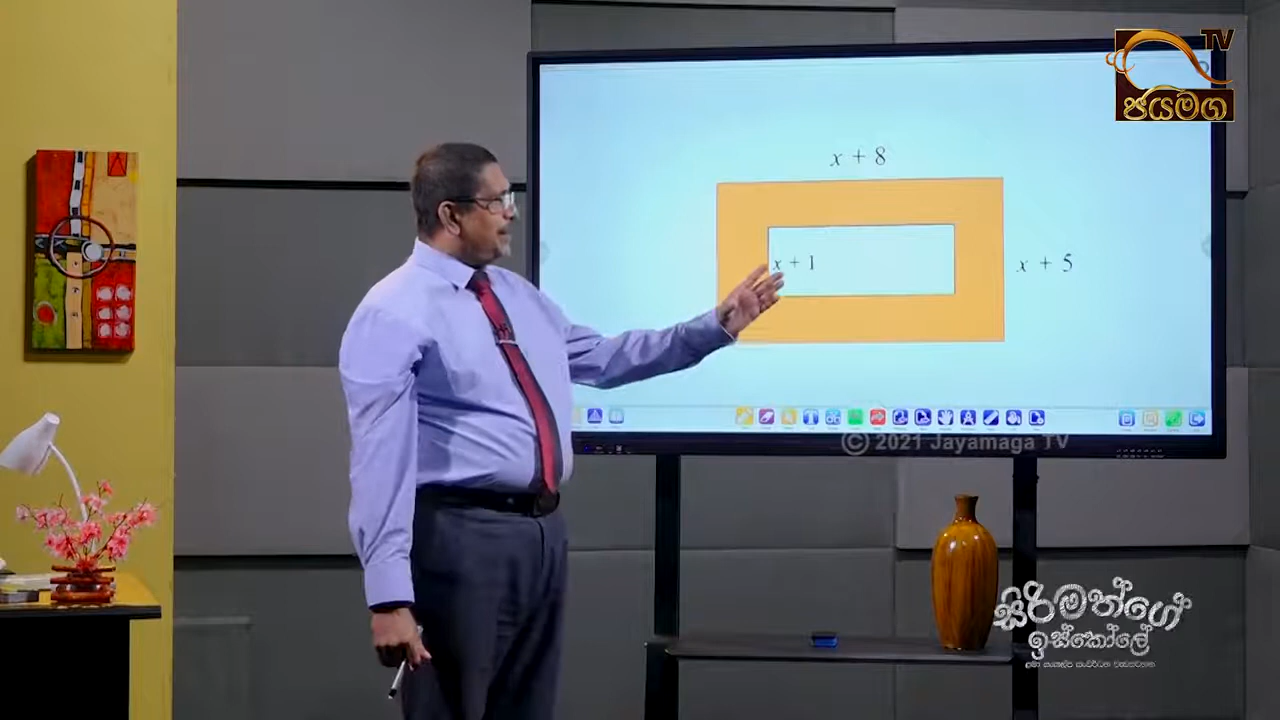 TV
ජයමග
x + 8
x + 1
x + 5
© 2021 Jayamaga TV
සිරිමත්ගේ
ඉස්කෝලේ